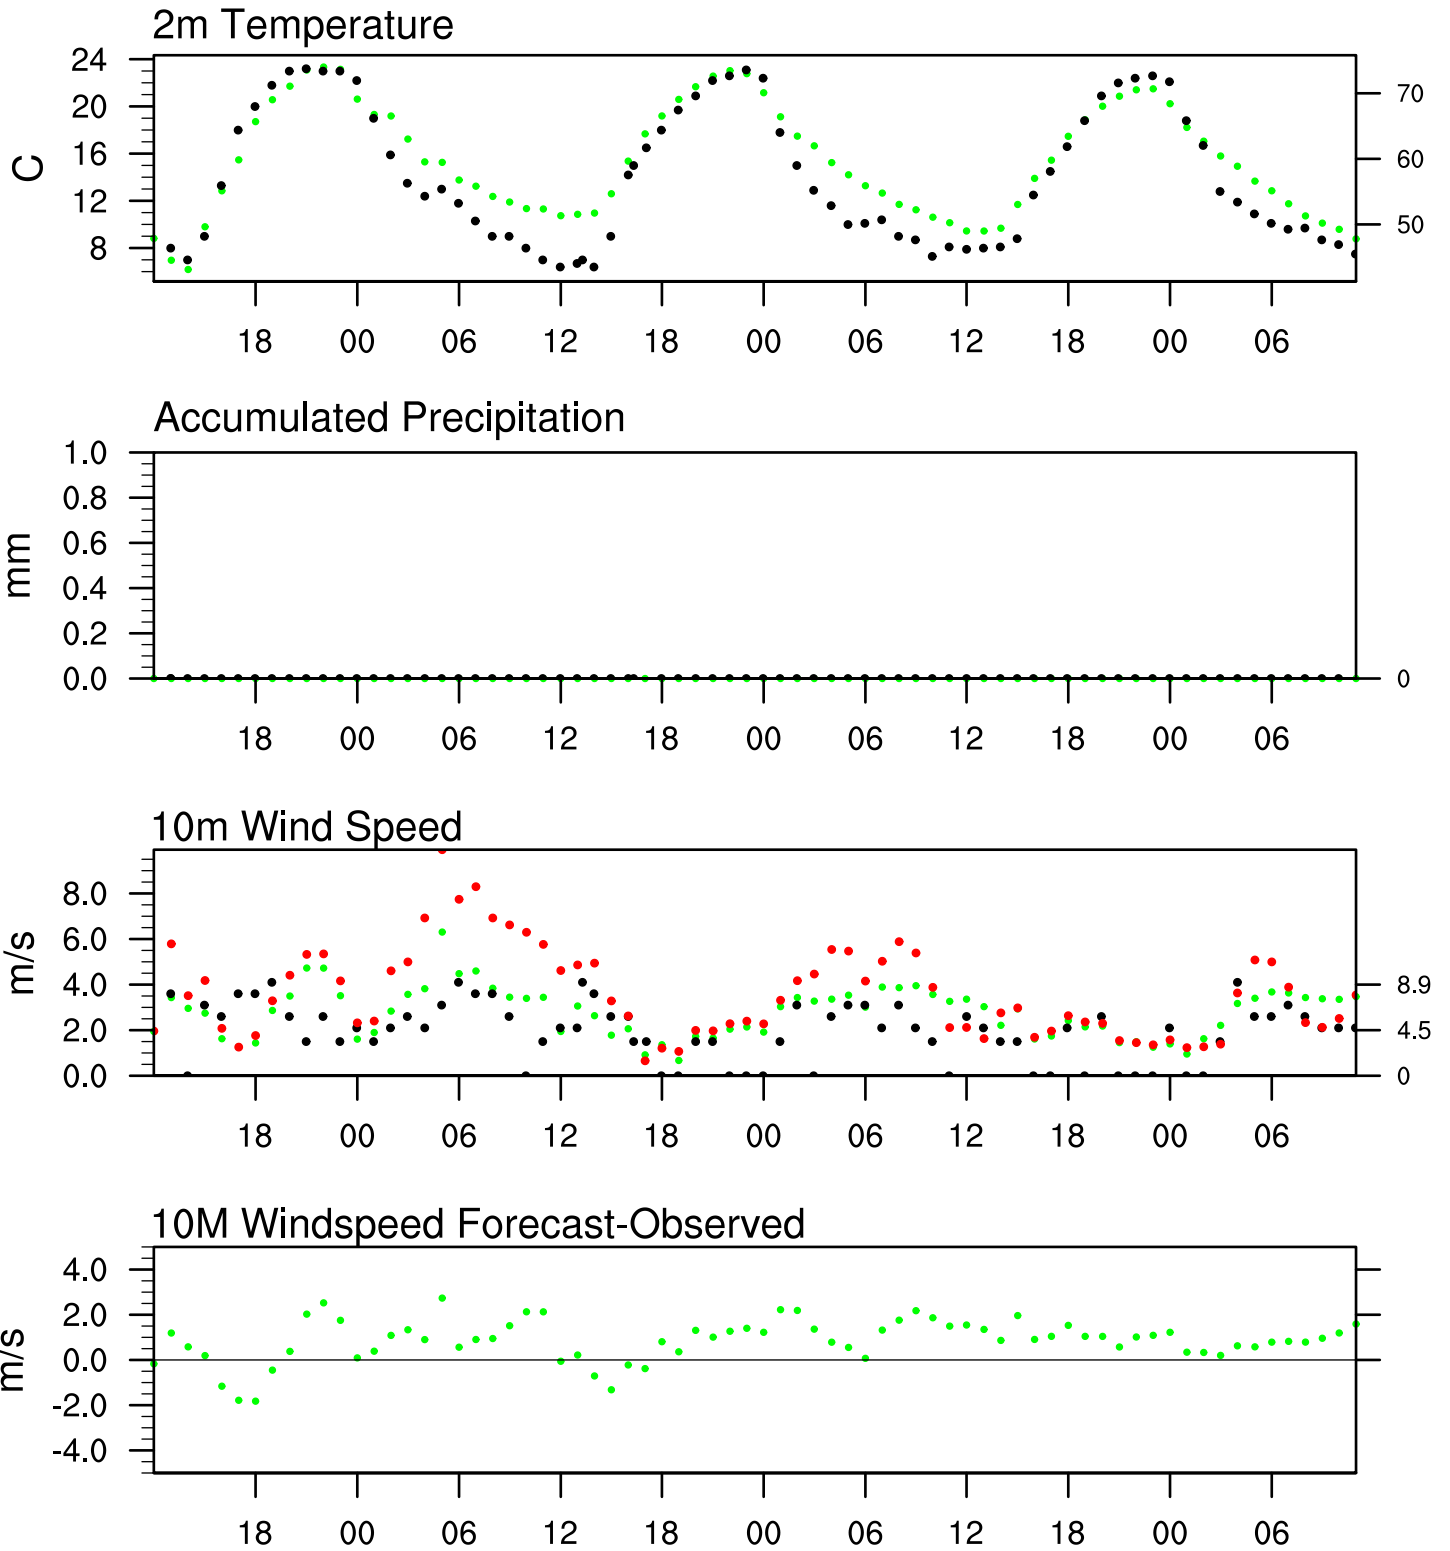 2m Temperature
24
20
16
12
8
C
70
60
50
18 00 06 12 18 00 06 12 18 00 06
Accumulated Precipitation
1.0
0.8
0.6
0.4
0.2
0.0
mm
0
18 00 06 12 18 00 06 12 18 00 06
10m Wind Speed
8.0
6.0
4.0
2.0
0.0
m/s
8.9
4.5
0
18 00 06 12 18 00 06 12 18 00 06
10M Windspeed Forecast-Observed
4.0
2.0
0.0
-2.0
-4.0
m/s
18 00 06 12 18 00 06 12 18 00 06